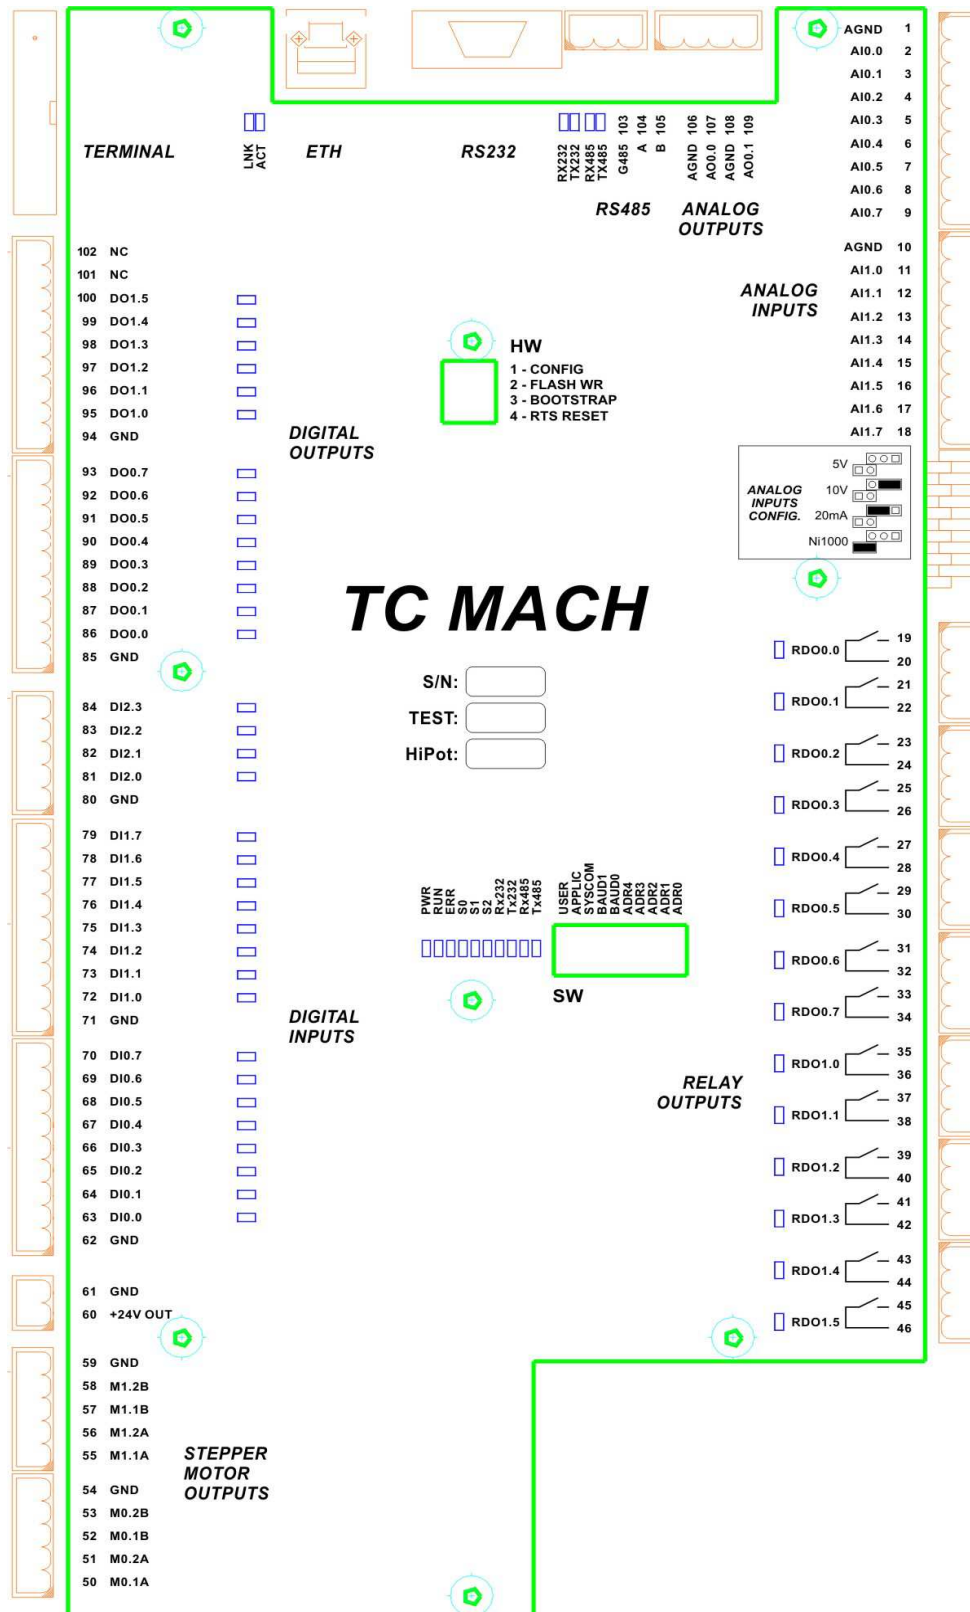 TERMINAL
LNK
ACT
ETH
RS232
RX232
TX232
RX485
TX485
G485 103
A 104
B 105
RS485
AGND 106
AO0.0 107
AGND 108
AO0.1 109
ANALOG
OUTPUTS
AGND 1
AI0.0 2
AI0.1 3
AI0.2 4
AI0.3 5
AI0.4 6
AI0.5 7
AI0.6 8
AI0.7 9
AGND 10
AI1.0 11
AI1.1 12
AI1.2 13
AI1.3 14
AI1.4 15
AI1.5 16
AI1.6 17
AI1.7 18
ANALOG
INPUTS
102 NC
101 NC
100 DO1.5
99 DO1.4
98 DO1.3
97 DO1.2
96 DO1.1
95 DO1.0
94 GND
93 DO0.7
92 DO0.6
91 DO0.5
90 DO0.4
89 DO0.3
88 DO0.2
87 DO0.1
86 DO0.0
85 GND
DIGITAL
OUTPUTS
HW
1 - CONFIG
2 - FLASH WR
3 - BOOTSTRAP
4 - RTS RESET
ANALOG
INPUTS
CONFIG.
5V
10V
20mA
Ni1000
TC MACH
S/N:
TEST:
HiPot:
84 DI2.3
83 DI2.2
82 DI2.1
81 DI2.0
80 GND
79 DI1.7
78 DI1.6
77 DI1.5
76 DI1.4
75 DI1.3
74 DI1.2
73 DI1.1
72 DI1.0
71 GND
70 DI0.7
69 DI0.6
68 DI0.5
67 DI0.4
66 DI0.3
65 DI0.2
64 DI0.1
63 DI0.0
62 GND
DIGITAL
INPUTS
PWR
RUN
ERR
S0
S1
S2
Rx232
Tx232
Rx485
Tx485
USER
APPLIC
SYSCOM
BAUD1
BAUD0
ADR4
ADR3
ADR2
ADR1
ADR0
SW
RDO0.0 19
20
RDO0.1 21
22
RDO0.2 23
24
RDO0.3 25
26
RDO0.4 27
28
RDO0.5 29
30
RDO0.6 31
32
RDO0.7 33
34
RDO1.0 35
36
RDO1.1 37
38
RDO1.2 39
40
RDO1.3 41
42
RDO1.4 43
44
RDO1.5 45
46
RELAY
OUTPUTS
61 GND
60 +24V OUT
59 GND
58 M1.2B
57 M1.1B
56 M1.2A
55 M1.1A
54 GND
53 M0.2B
52 M0.1B
51 M0.2A
50 M0.1A
STEPPER
MOTOR
OUTPUTS